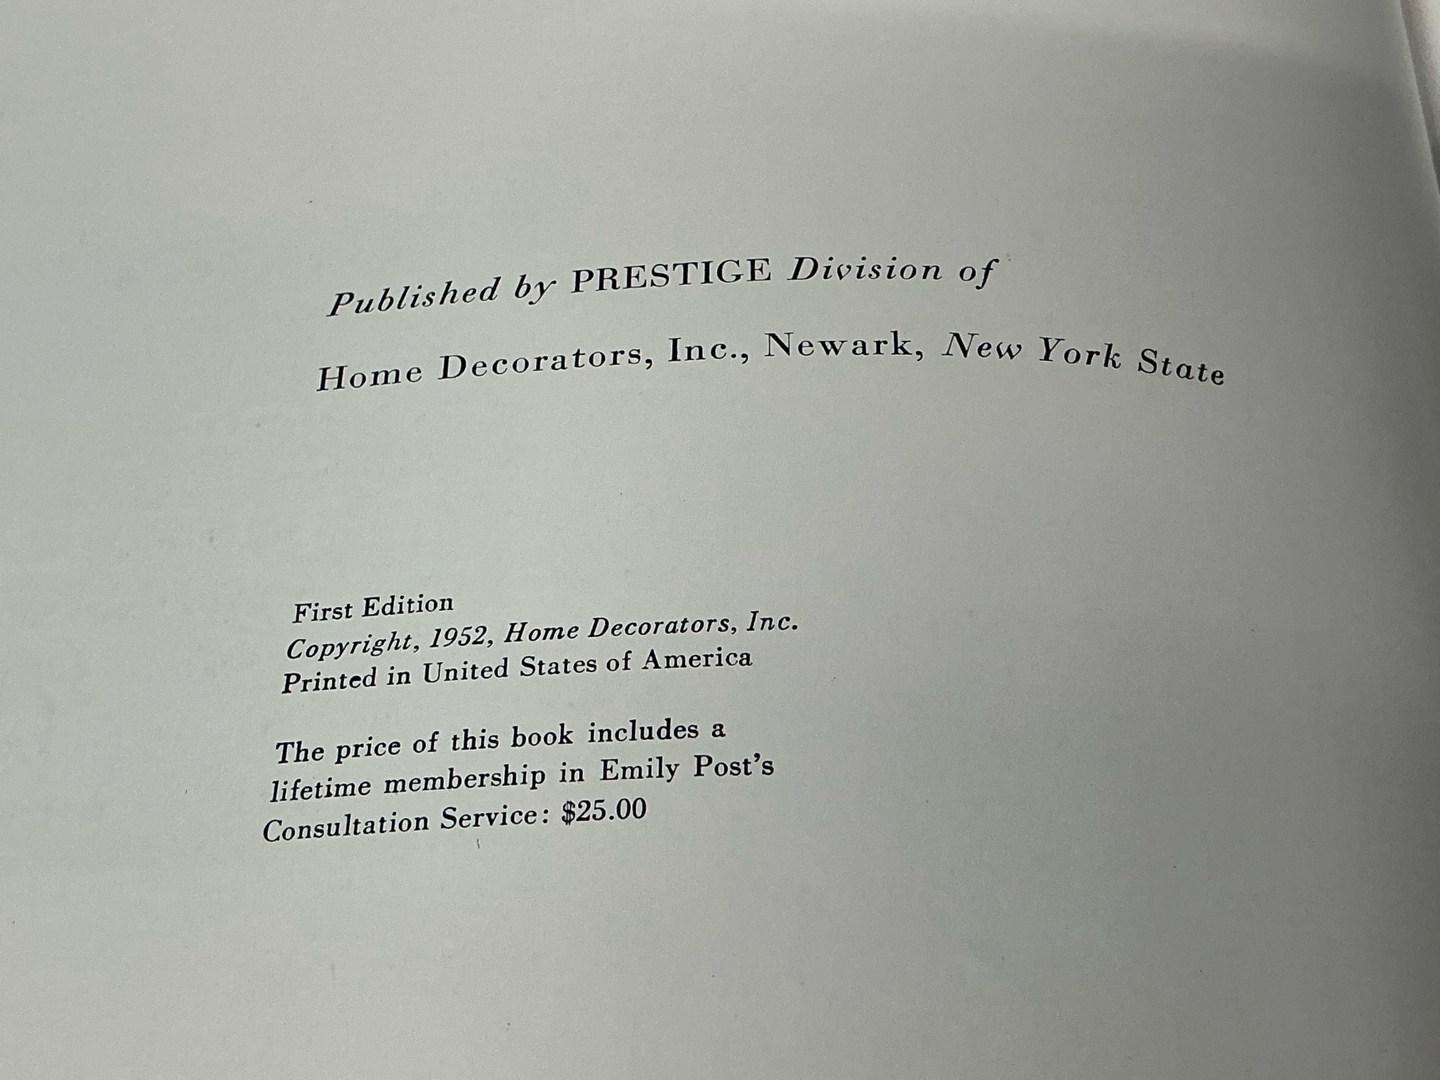 Published by PRESTIGE Division of
Home Decorators, Inc., Newark, New York State
First Edition
Copyright, 1952, Home Decorators, Inc.
Printed in United States of America
The price of this book includes a
lifetime membership in Emily Post's
Consultation Service: $25.00